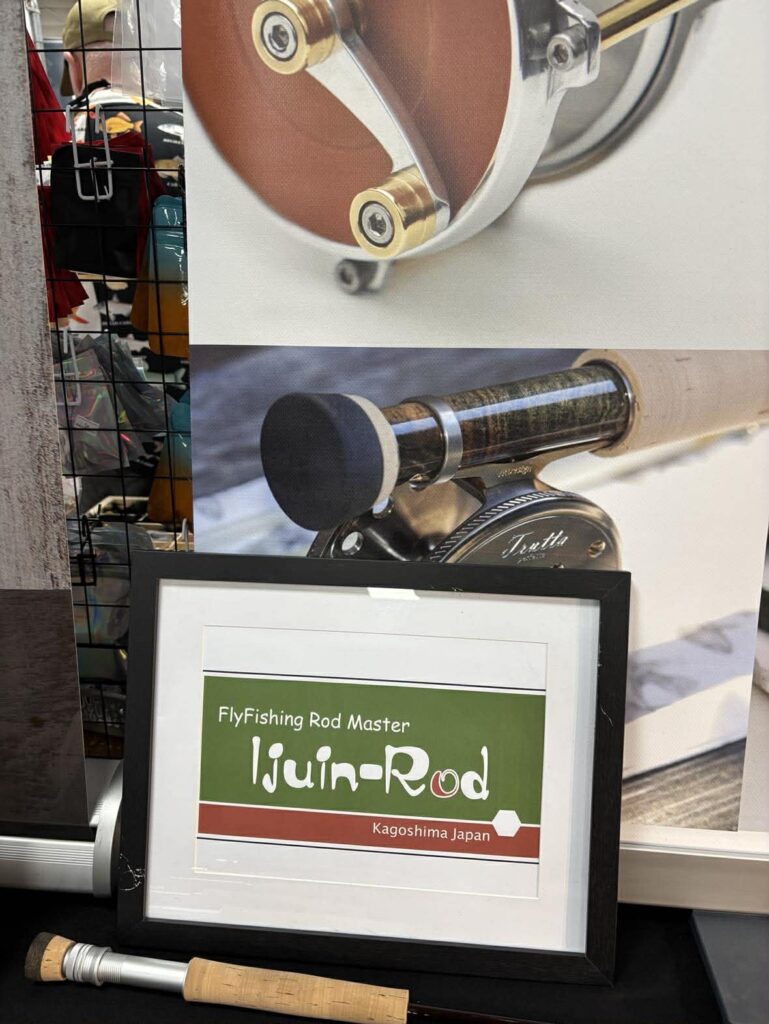 Trutta
FlyFishing Rod Master
Ijuin-Rod
Kagoshima Japan